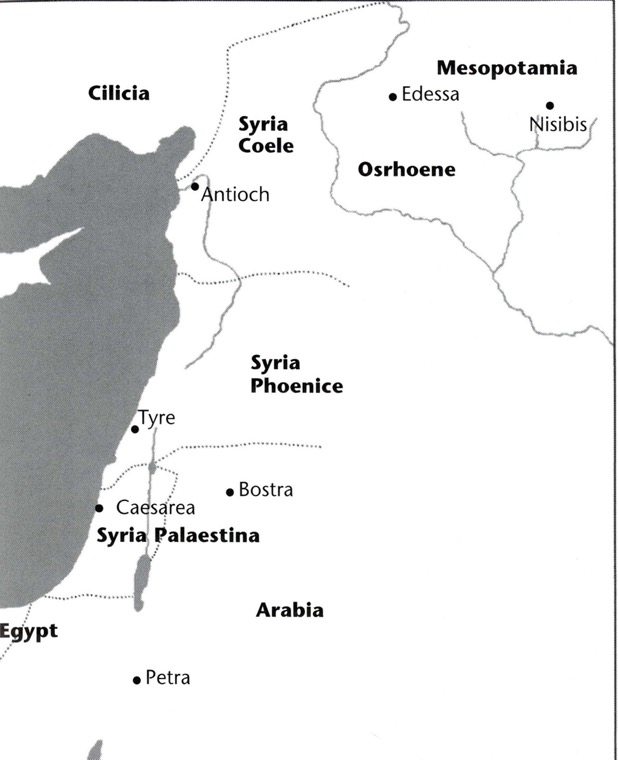 Mesopotamia
Cilicia
Edessa
Nisibis
Syria
Coele
Osrhoene
Antioch
Syria
Phoenice
Tyre
Bostra
Caesarea
Syria Palaestina
Arabia
Egypt
Petra